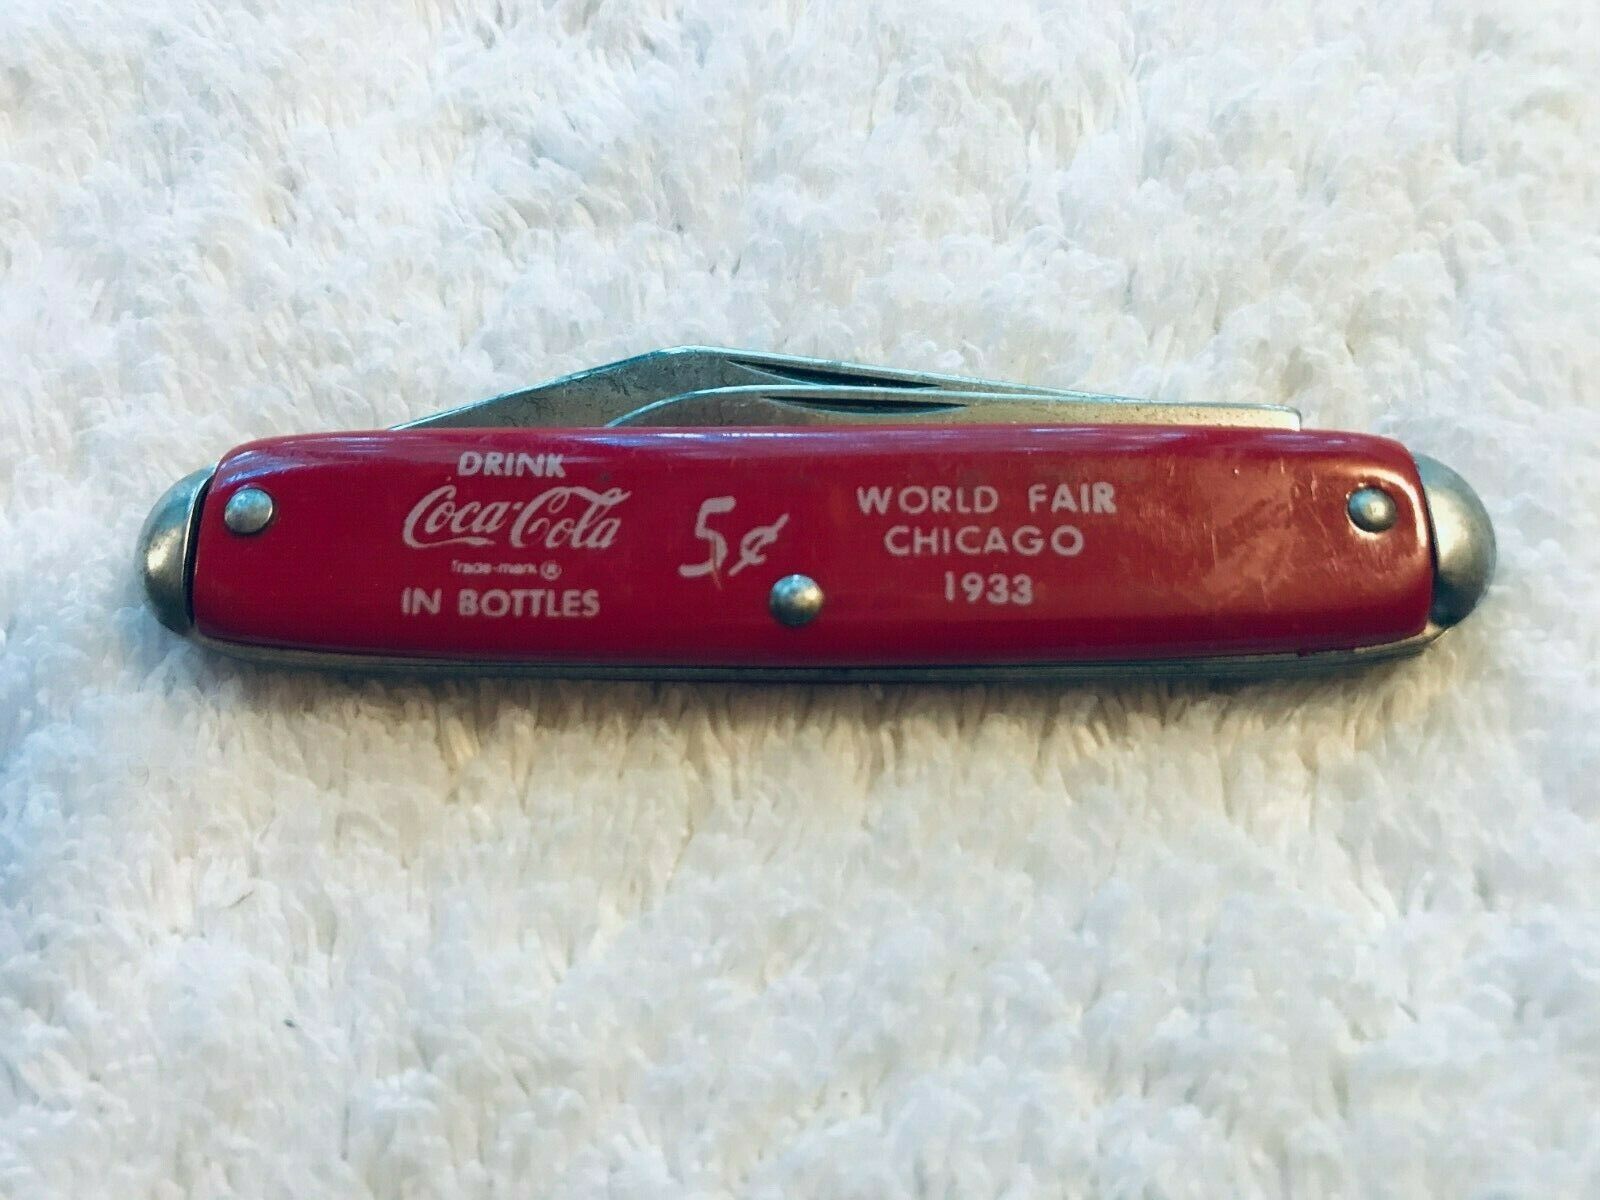 DRINK
Coca-Cola
Trade-mark ®
IN BOTTLES
5¢
WORLD FAIR
CHICAGO
1933